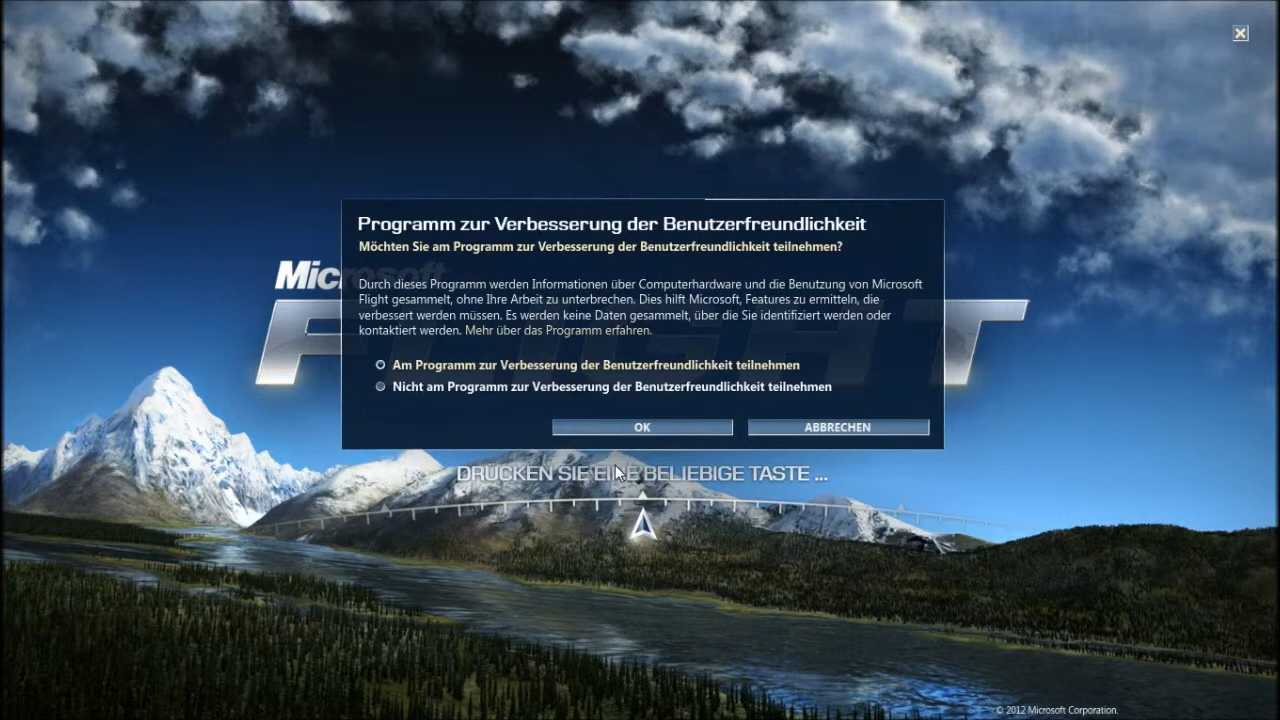 Programm zur Verbesserung der Benutzerfreundlichkeit
Möchten Sie am Programm zur Verbesserung der Benutzerfreundlichkeit teilnehmen?
Microsoft
Durch dieses Programm werden Informationen über Computerhardware und die Benutzung von Microsoft
Flight gesammelt, ohne Ihre Arbeit zu unterbrechen. Dies hilft Microsoft, Features zu ermitteln, die
verbessert werden müssen. Es werden keine Daten gesammelt, über die Sie identifiziert werden oder
kontaktiert werden. Mehr über das Programm erfahren.
FLIGHT
Am Programm zur Verbesserung der Benutzerfreundlichkeit teilnehmen
Nicht am Programm zur Verbesserung der Benutzerfreundlichkeit teilnehmen
OK ABBRECHEN
DRÜCKEN SIE EINE BELIEBIGE TASTE ...
© 2012 Microsoft Corporation.